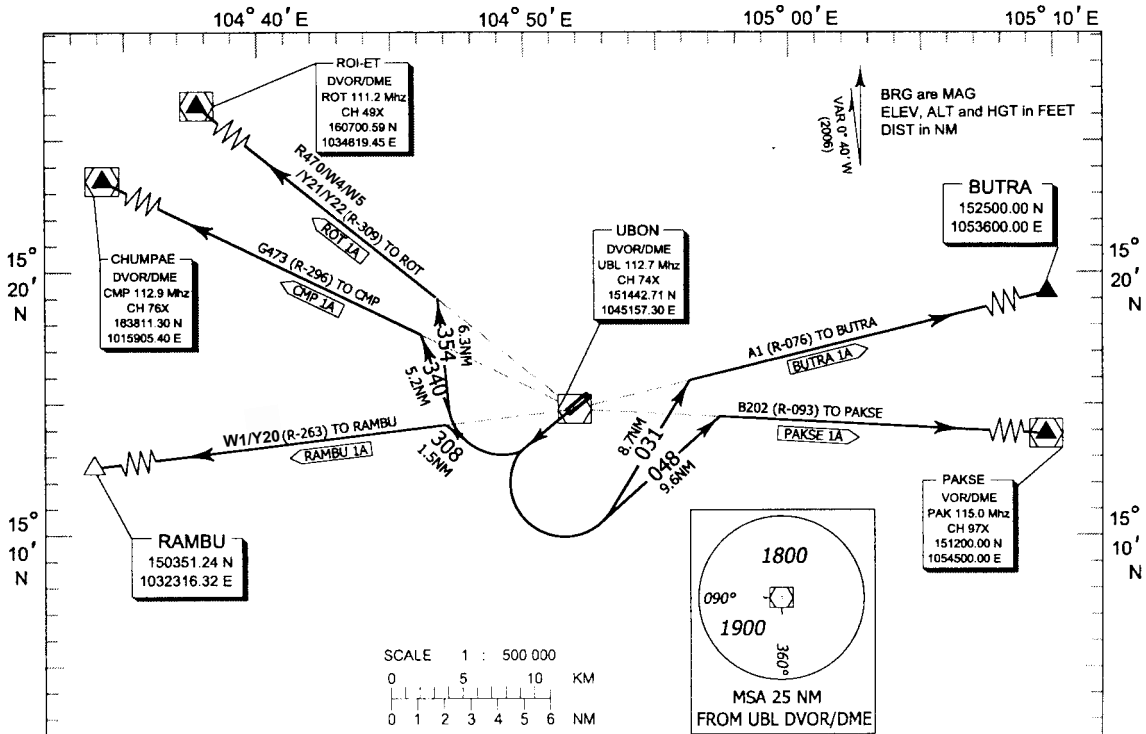 104° 40' E
104° 50' E
105° 00' E
105° 10' E
ROI-ET
DVOR/DME
ROT 111.2 Mhz
CH 49X
160700.59 N
1034819.45 E
VAR 0° 40' W
(2006)
BRG are MAG
ELEV, ALT and HGT in FEET
DIST in NM
BUTRA
152500.00 N
1053600.00 E
R470/W4/W5
/Y21/Y22 (R-309) TO ROT
ROT 1A
UBON
DVOR/DME
UBL 112.7 Mhz
CH 74X
151442.71 N
1045157.30 E
15°
20'
N
15°
20'
N
CHUMPAE
DVOR/DME
CMP 112.9 Mhz
CH 76X
163811.30 N
1015905.40 E
G473 (R-296) TO CMP
CMP 1A
354
6.3NM
340
5.2NM
A1 (R-076) TO BUTRA
BUTRA 1A
B202 (R-093) TO PAKSE
PAKSE 1A
W1/Y20 (R-263) TO RAMBU
RAMBU 1A
308
1.5NM
8.7NM
031
048
9.6NM
PAKSE
VOR/DME
PAK 115.0 Mhz
CH 97X
151200.00 N
1054500.00 E
15°
10'
N
15°
10'
N
RAMBU
150351.24 N
1032316.32 E
1800
090°
1900
360°
MSA 25 NM
FROM UBL DVOR/DME
SCALE 1 : 500 000
0 5 10 KM
0 1 2 3 4 5 6 NM